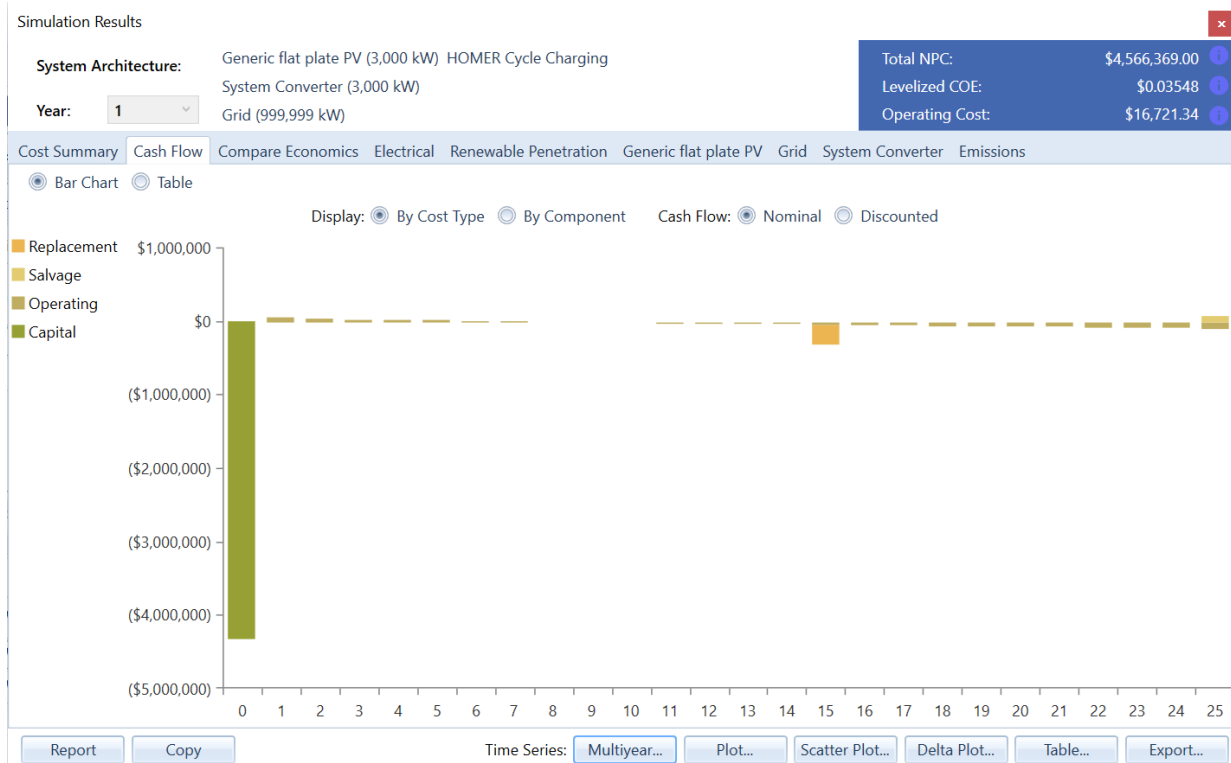 Simulation Results
x
System Architecture:
Generic flat plate PV (3,000 kW) HOMER Cycle Charging
System Converter (3,000 kW)
Grid (999,999 kW)
Year: 1
Total NPC: $4,566,369.00
Levelized COE: $0.03548
Operating Cost: $16,721.34
Cost Summary Cash Flow Compare Economics Electrical Renewable Penetration Generic flat plate PV Grid System Converter Emissions
Bar Chart Table
Display: By Cost Type By Component Cash Flow: Nominal Discounted
Replacement
Salvage
Operating
Capital
$1,000,000
$0
($1,000,000)
($2,000,000)
($3,000,000)
($4,000,000)
($5,000,000)
0 1 2 3 4 5 6 7 8 9 10 11 12 13 14 15 16 17 18 19 20 21 22 23 24 25
Report Copy Time Series: Multiyear... Plot... Scatter Plot... Delta Plot... Table... Export...